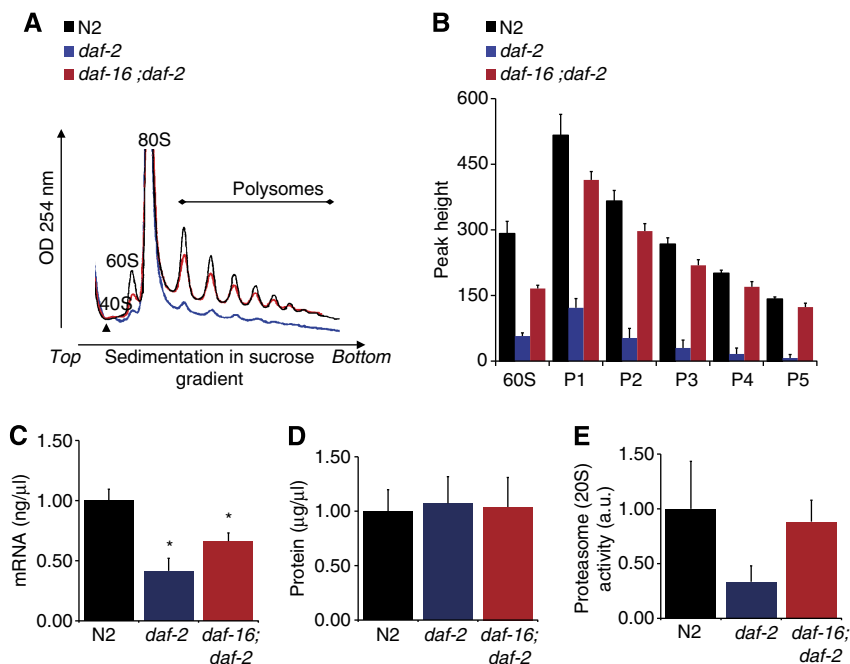 A
N2
daf-2
daf-16 ;daf-2
OD 254 nm
80S
Polysomes
60S
40S
Top
Sedimentation in sucrose
gradient
Bottom
B
N2
daf-2
daf-16 ;daf-2
Peak height
600
450
300
150
0
60S P1 P2 P3 P4 P5
C
mRNA (ng/µl)
1.50
1.00
0.50
0.00
*
*
N2 daf-2 daf-16;
daf-2
D
Protein (µg/µl)
1.50
1.00
0.50
0.00
N2 daf-2 daf-16;
daf-2
E
Proteasome (20S)
activity (a.u.)
1.50
1.00
0.50
0.00
N2 daf-2 daf-16;
daf-2